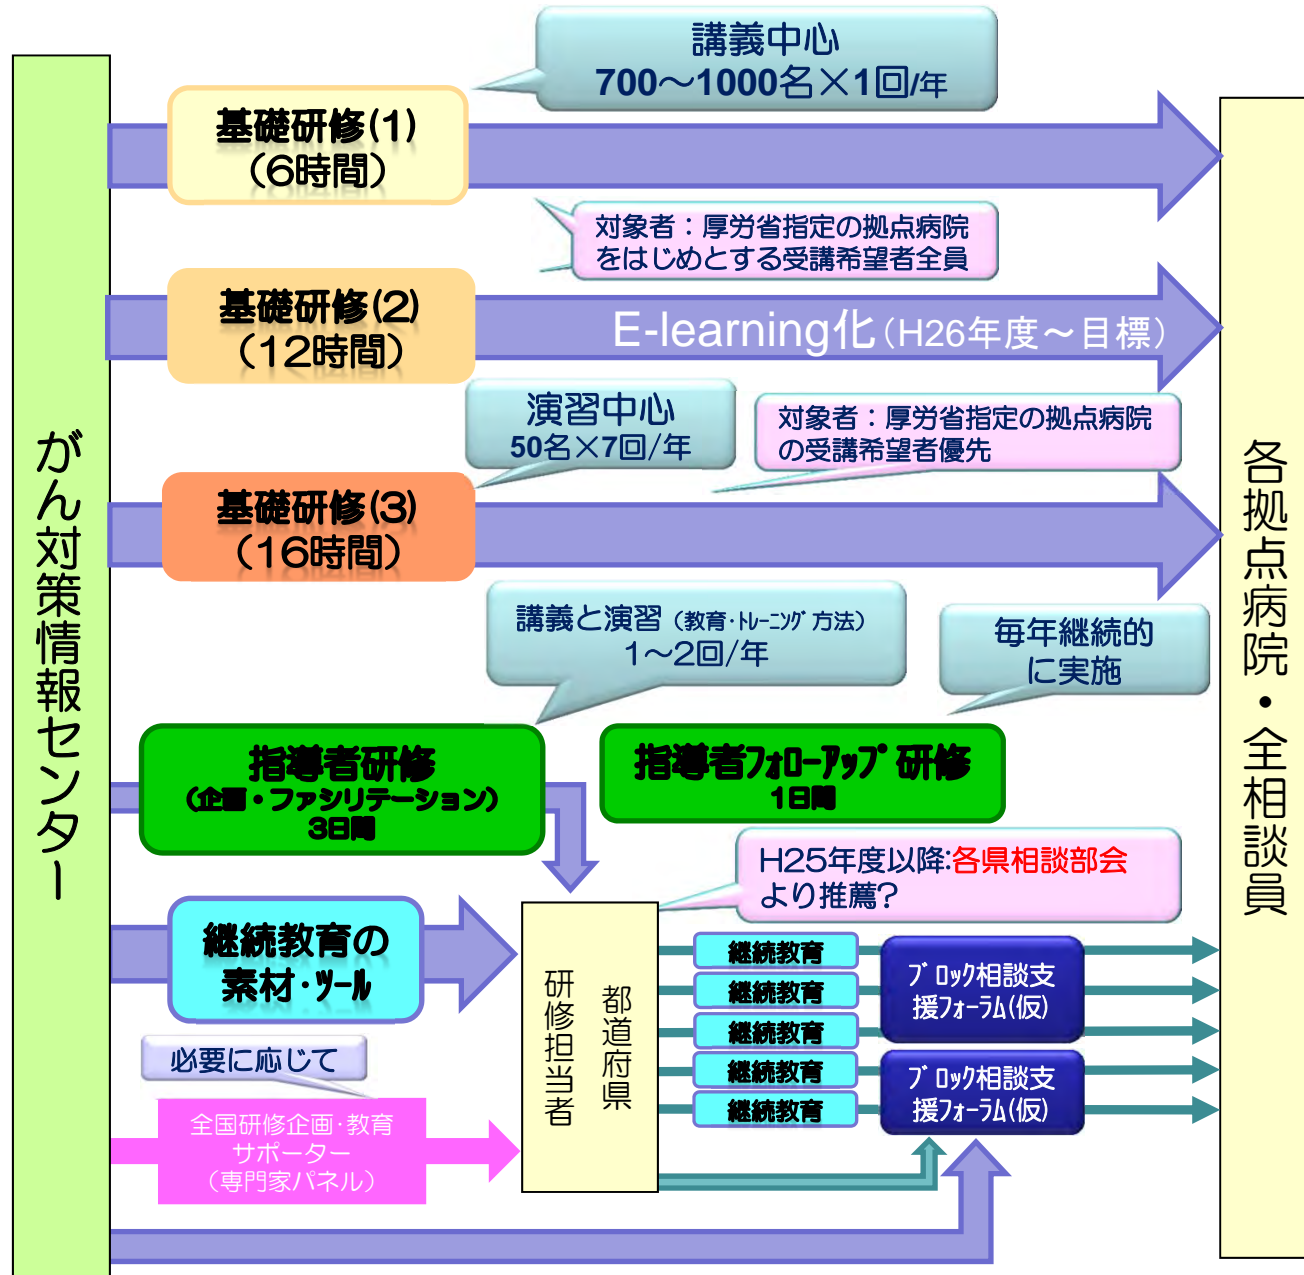 がん対策情報センター
講義中心
700～1000名×1回/年
基礎研修(1)
（6時間）
対象者：厚労省指定の拠点病院
をはじめとする受講希望者全員
基礎研修(2)
（12時間）
E-learning化（H26年度～目標）
演習中心
50名×7回/年
対象者：厚労省指定の拠点病院
の受講希望者優先
基礎研修(3)
（16時間）
講義と演習（教育・トレーニング方法）
1～2回/年
毎年継続的
に実施
指導者研修
（企画・ファシリテーション）
3日間
指導者フォローアップ研修
1日間
H25年度以降:各県相談部会
より推薦?
継続教育の
素材・ツール
必要に応じて
全国研修企画・教育
サポーター
（専門家パネル）
都道府県
研修担当者
継続教育
継続教育
継続教育
継続教育
継続教育
ブロック相談支
援フォーラム(仮)
ブロック相談支
援フォーラム(仮)
各拠点病院・全相談員